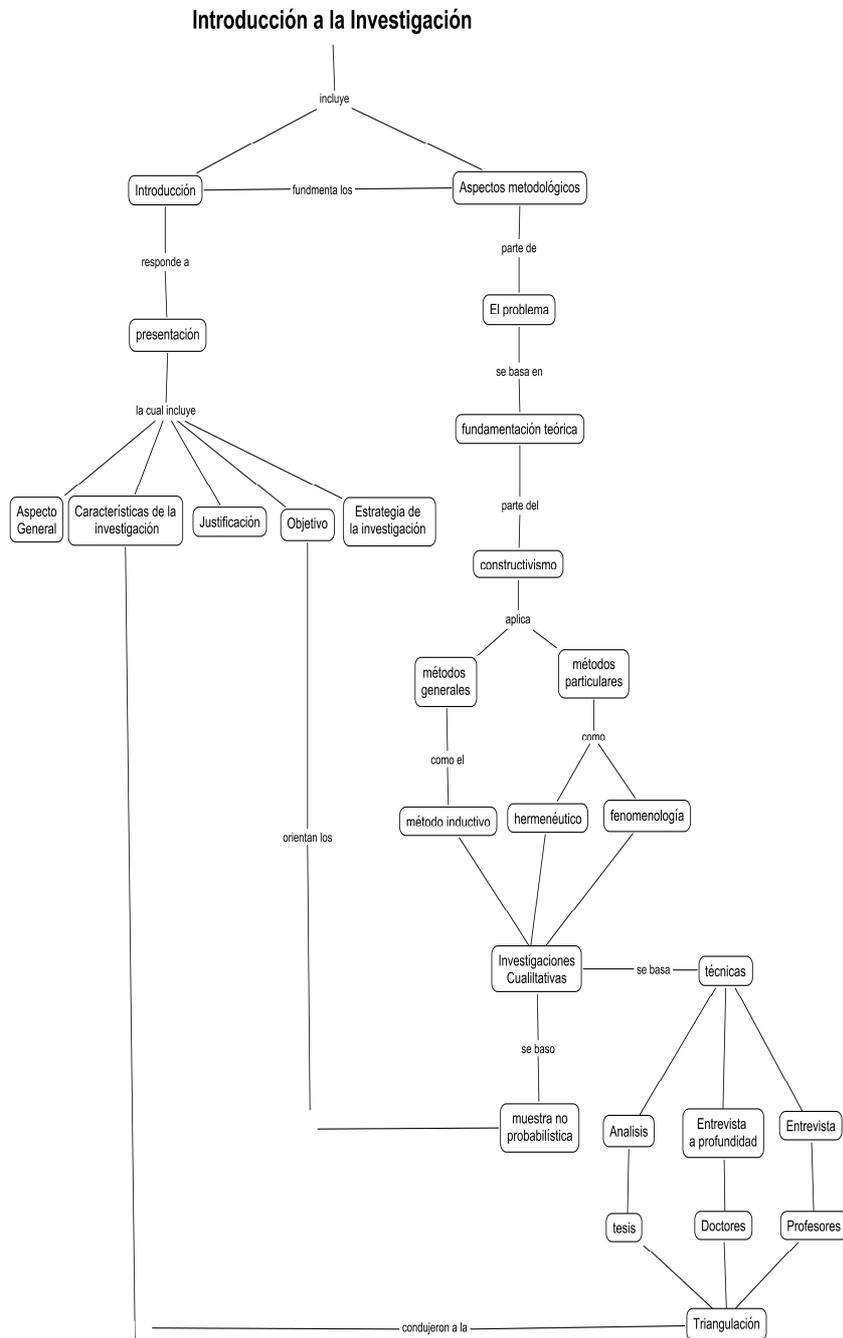 Introducción a la Investigación
incluye
Introducción
fundmenta los
Aspectos metodológicos
responde a
parte de
El problema
presentación
se basa en
la cual incluye
fundamentación teórica
Aspecto
General
Características de la
investigación
Justificación
Objetivo
Estrategia de
la investigación
parte del
constructivismo
aplica
métodos
generales
métodos
particulares
como
como el
método inductivo
hermenéutico
fenomenología
orientan los
Investigaciones
Cualiltativas
se basa
técnicas
se baso
muestra no
probabilística
Analisis
Entrevista
a profundidad
Entrevista
tesis
Doctores
Profesores
condujeron a la
Triangulación